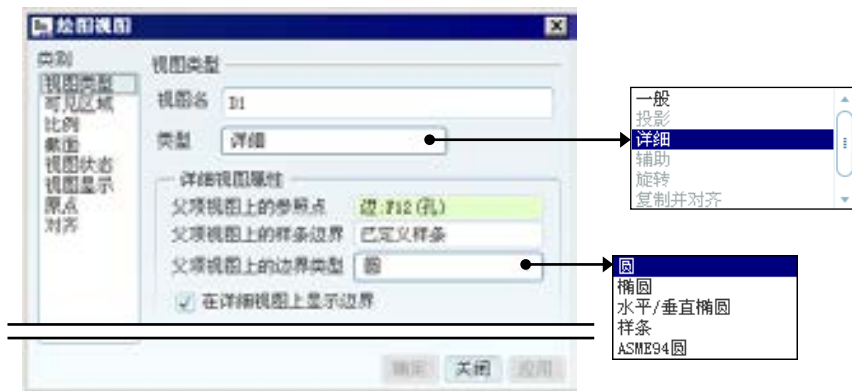 绘图视图
类别
视图类型
可见区域
比例
截面
视图状态
视图显示
原点
对齐
视图类型
视图名 D1
类型 详细
详细视图属性
父项视图上的参照点 边:F12(孔)
父项视图上的样条边界 已定义样条
父项视图上的边界类型 圆
在详细视图上显示边界
确定 关闭 应用
一般
投影
详细
辅助
旋转
复制并对齐
圆
椭圆
水平/垂直椭圆
样条
ASME94圆